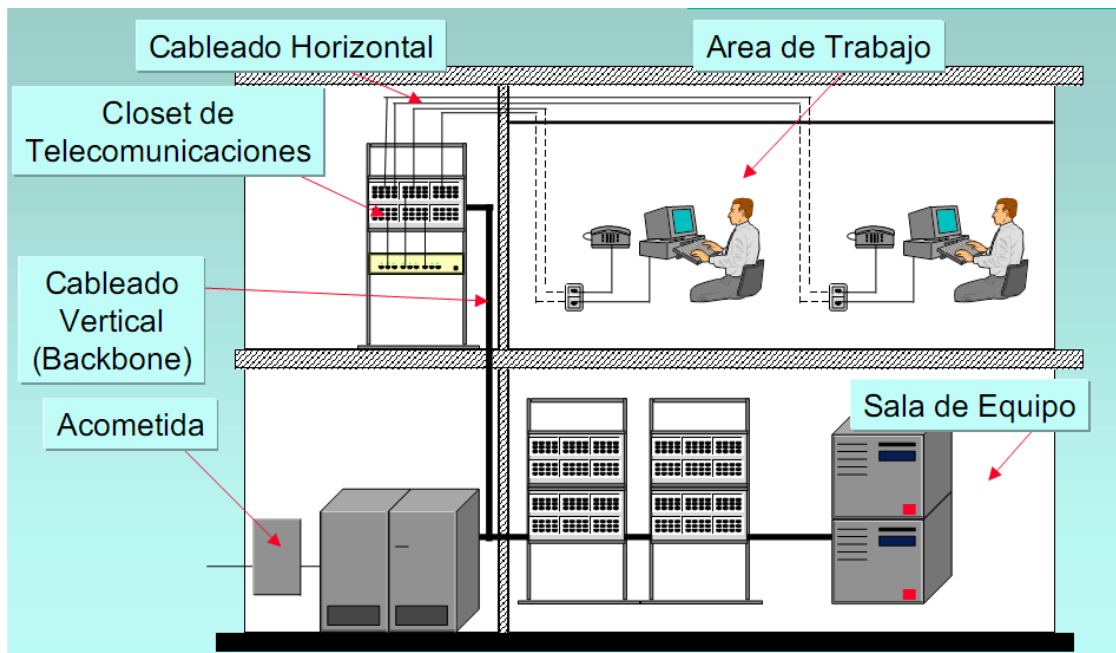 Cableado Horizontal
Area de Trabajo
Closet de
Telecomunicaciones
Cableado
Vertical
(Backbone)
Acometida
Sala de Equipo